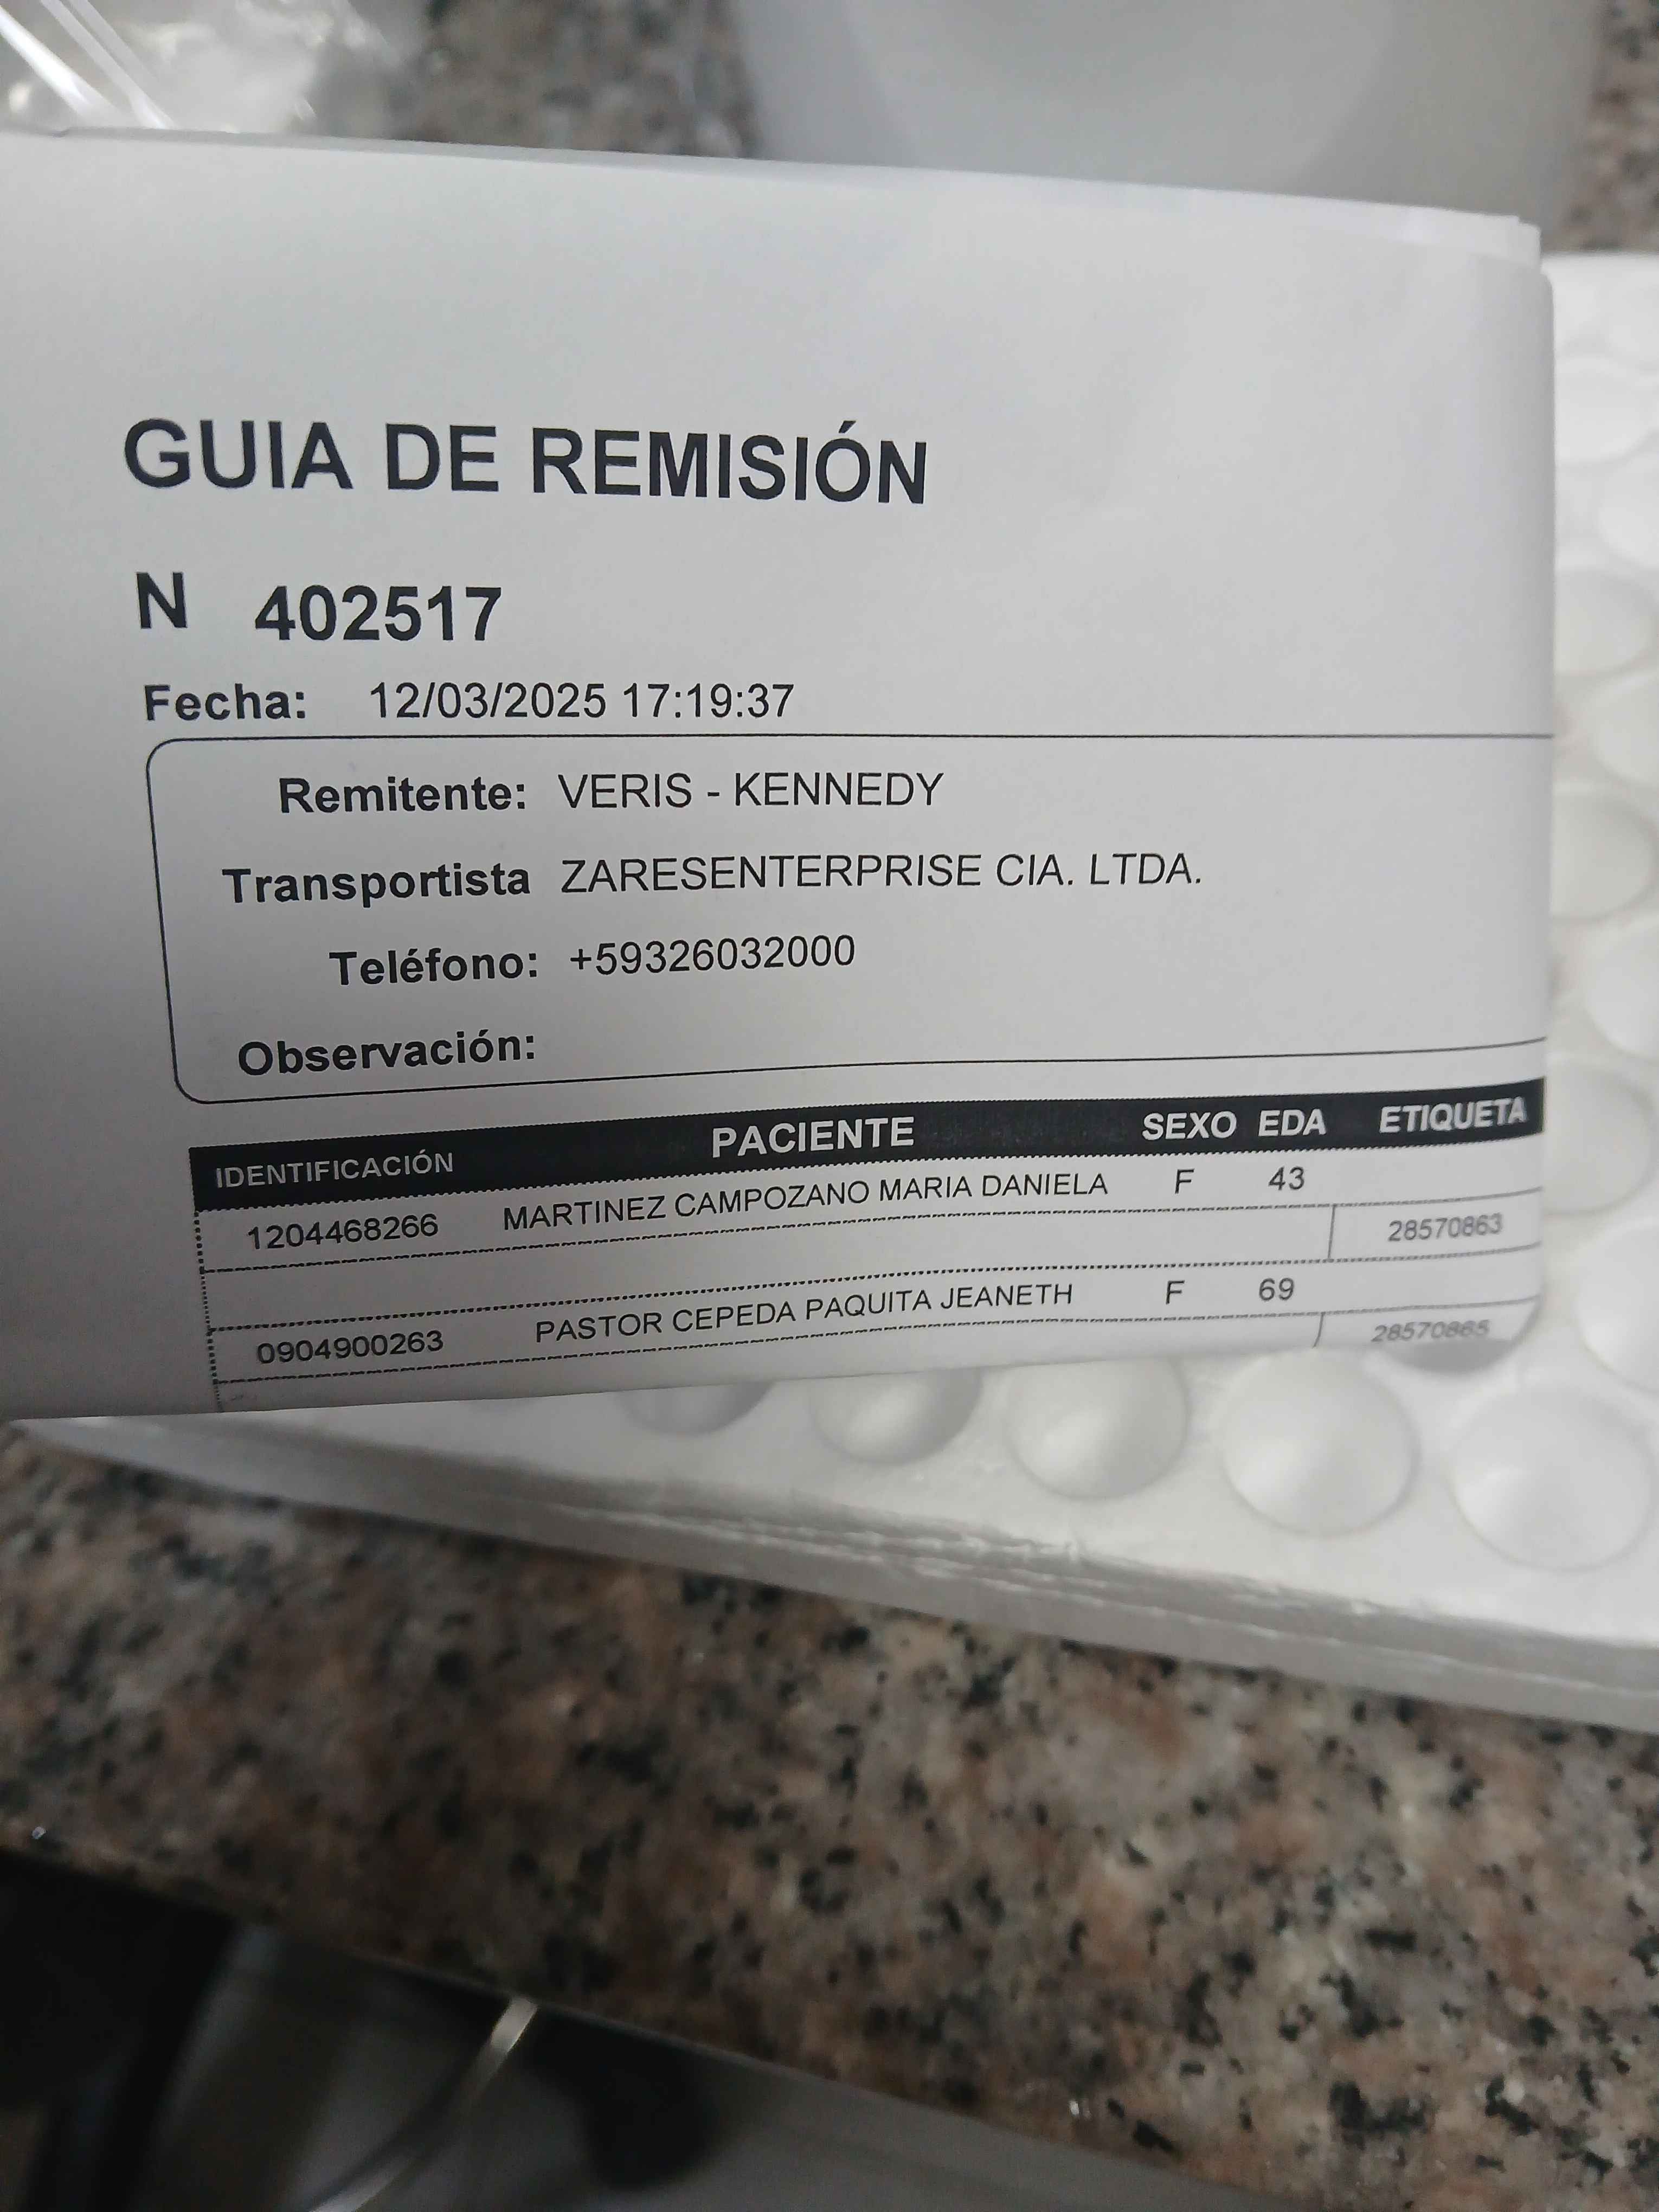 GUIA DE REMISIÓN
N 402517
Fecha: 12/03/2025 17:19:37
Remitente: VERIS - KENNEDY
Transportista ZARESENTERPRISE CIA. LTDA.
Teléfono: +59326032000
Observación:
IDENTIFICACIÓN PACIENTE SEXO EDA ETIQUETA
1204468266 MARTINEZ CAMPOZANO MARIA DANIELA F 43
28570863
0904900263 PASTOR CEPEDA PAQUITA JEANETH F 69
28570865